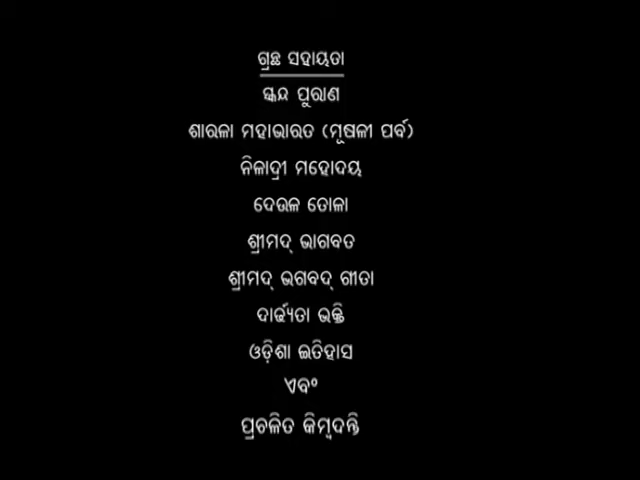 ଗ୍ରନ୍ଥ ସହାୟତା
ସ୍କନ୍ଦ ପୁରାଣ
ଶାରଳା ମହାଭାରତ (ମୂଷଳୀ ପର୍ବ)
ନିଳାଦ୍ରୀ ମହୋଦୟ
ଦେଉଳ ତୋଳା
ଶ୍ରୀମଦ୍ ଭାଗବତ
ଶ୍ରୀମଦ୍ ଭଗବଦ୍ ଗୀତା
ଦାର୍ଢ୍ୟତା ଭକ୍ତି
ଓଡ଼ିଶା ଇତିହାସ
ଏବଂ
ପ୍ରଚଳିତ କିମ୍ବଦନ୍ତି